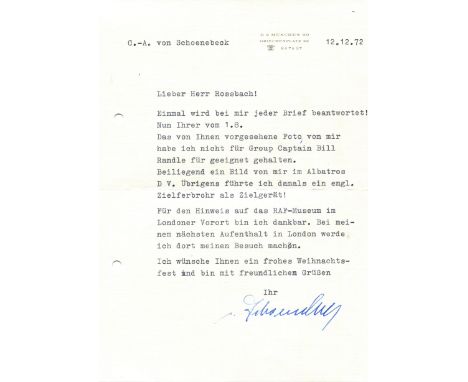 C.-A. von Schoenebeck
12.12.72
Lieber Herr Rossbach!
Einmal wird bei mir jeder Brief beantwortet!
Nun Ihrer vom 1.8.
Das von Ihnen vorgesehene Foto von mir
habe ich nicht für Group Captain Bill
Randle für geeignet gehalten.
Beiliegend ein Bild von mir im Albatros
D V. Übrigens führte ich damals ein engl.
Zielferbrohr als Zielgerät!
Für den Hinweis auf das RAF-Museum im
Londoner Vorort bin ich dankbar. Bei mei-
nem nächsten Aufenthalt in London werde
ich dort meinen Besuch machen.
Ich wünsche Ihnen ein frohes Weihnachts-
fest und bin mit freundlichem Grüßen
Ihr